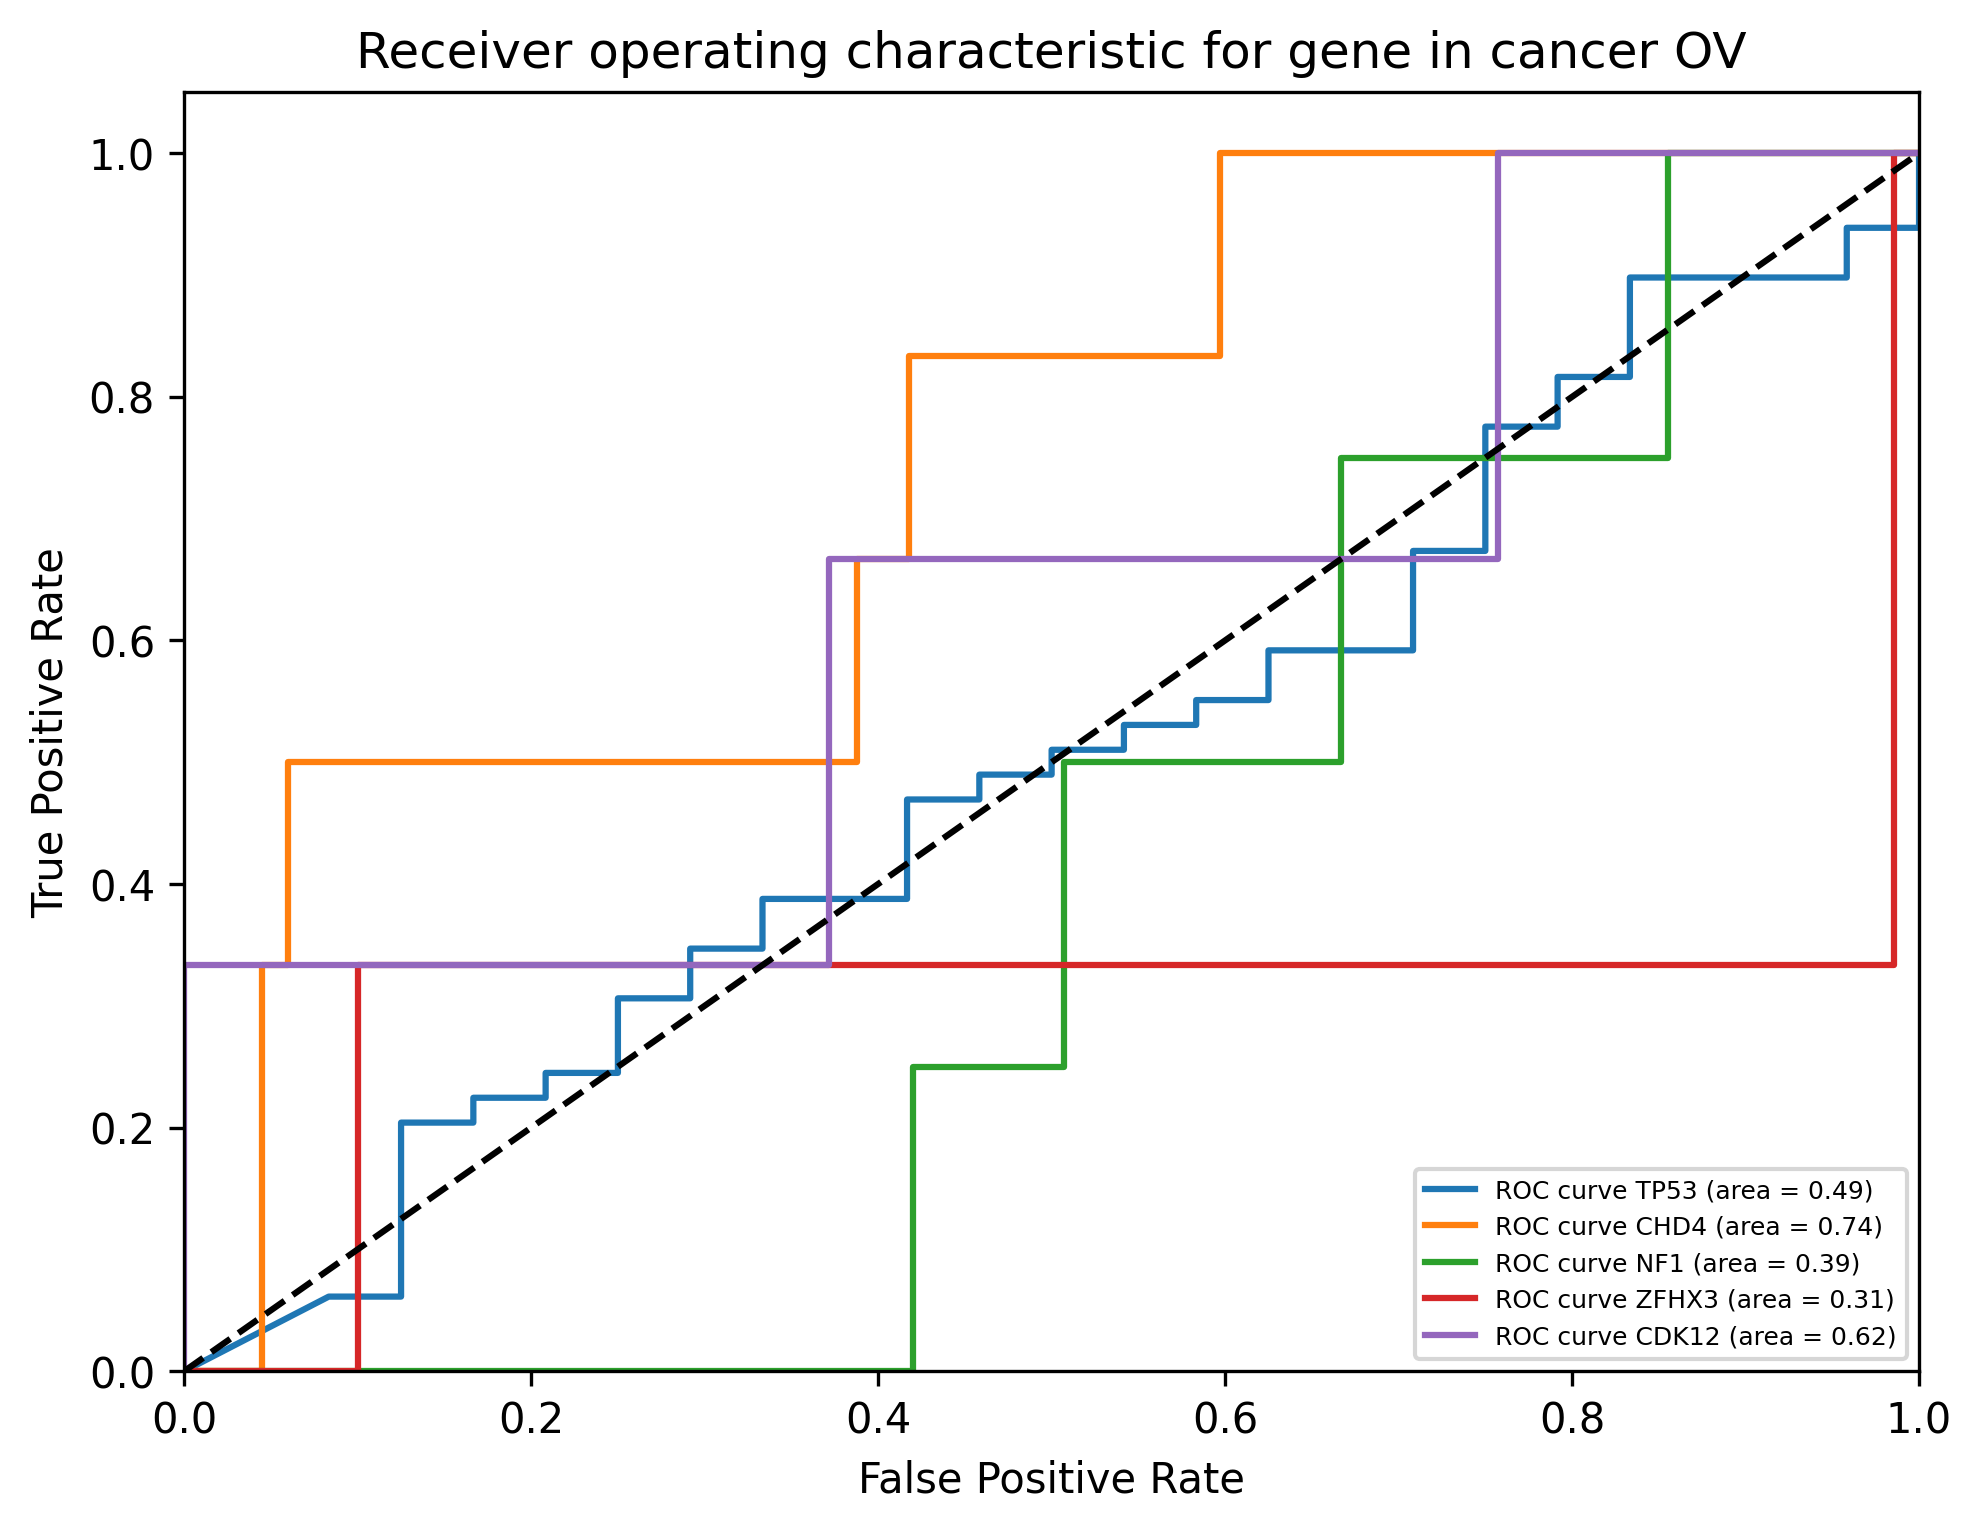 Receiver operating characteristic for gene in cancer OV
True Positive Rate
1.0
0.8
0.6
0.4
0.2
0.0
0.0 0.2 0.4 0.6 0.8 1.0
False Positive Rate
ROC curve TP53 (area = 0.49)
ROC curve CHD4 (area = 0.74)
ROC curve NF1 (area = 0.39)
ROC curve ZFHX3 (area = 0.31)
ROC curve CDK12 (area = 0.62)